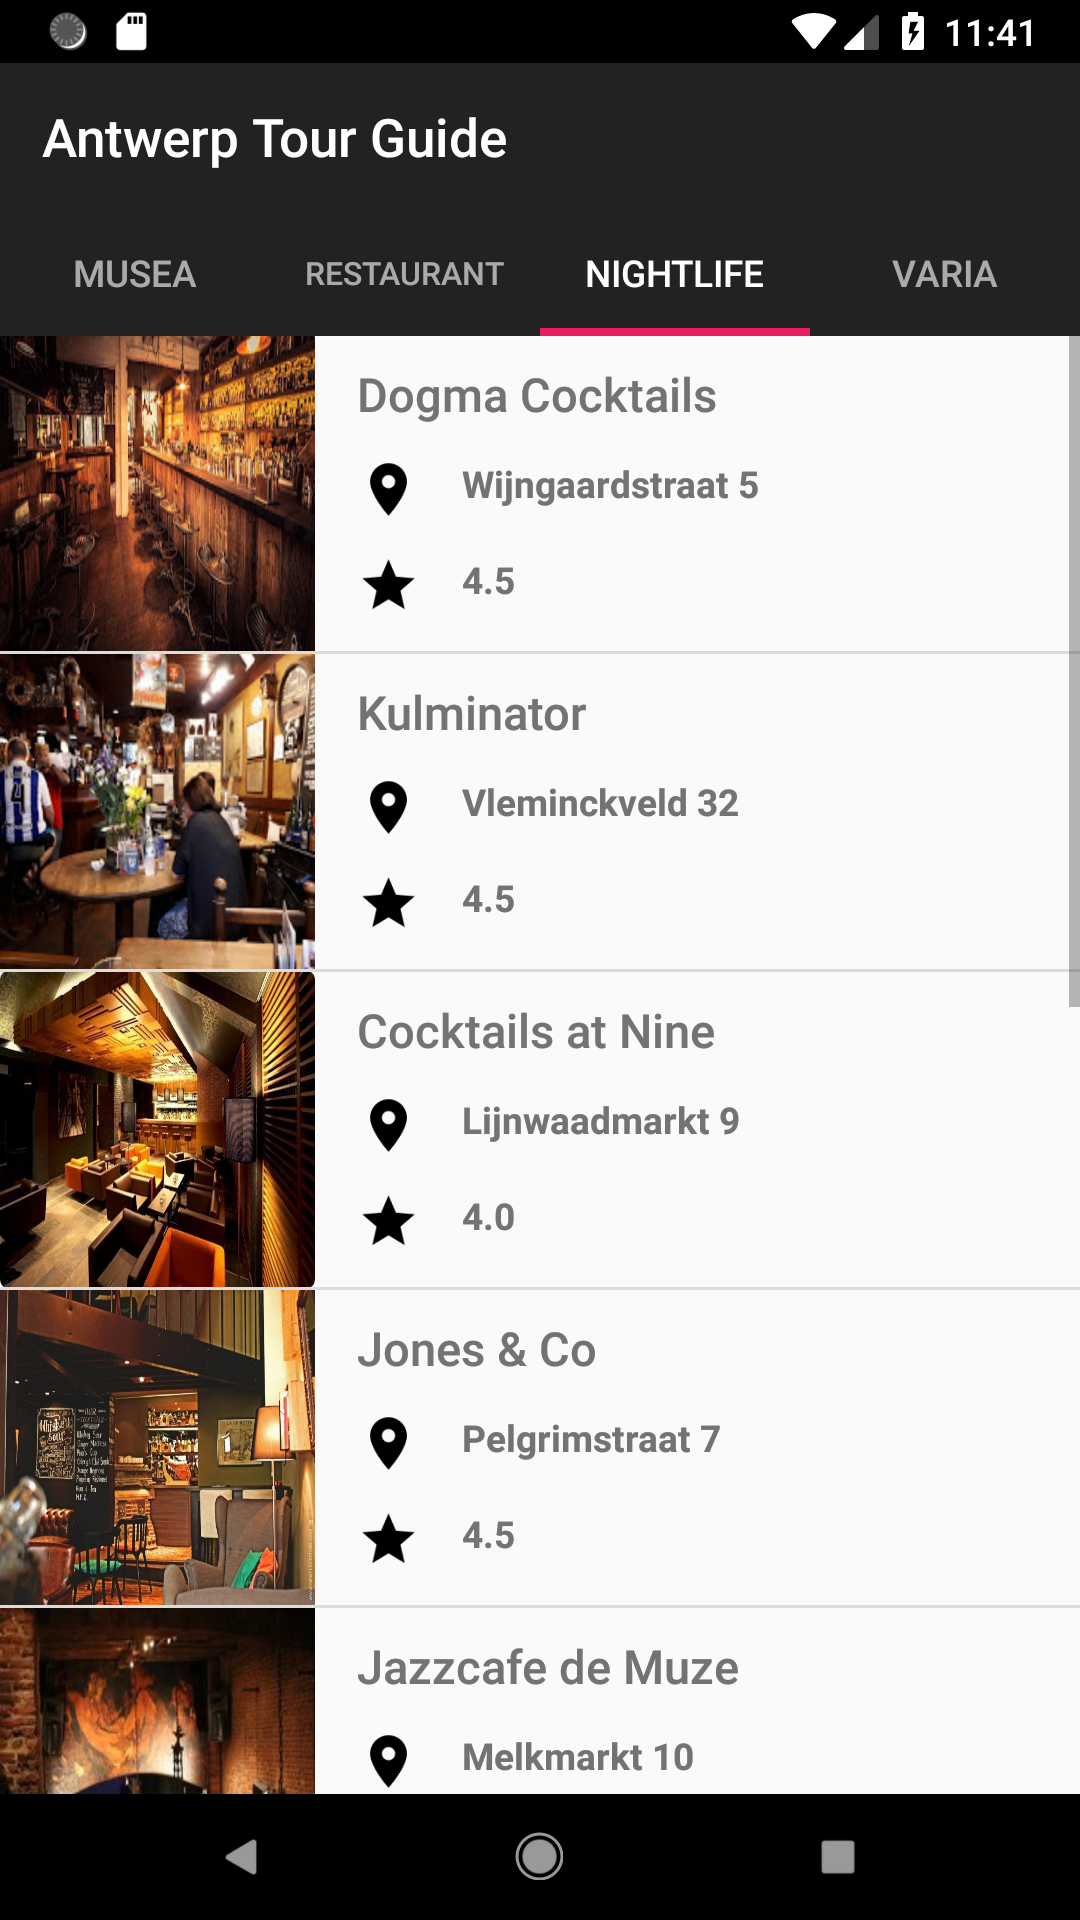 11:41
Antwerp Tour Guide
MUSEA RESTAURANT NIGHTLIFE VARIA
Dogma Cocktails
Wijngaardstraat 5
4.5
Kulminator
Vleminckveld 32
4.5
4
Cocktails at Nine
Lijnwaadmarkt 9
4.0
Jones & Co
Pelgrimstraat 7
4.5
Jazzcafe de Muze
Melkmarkt 10